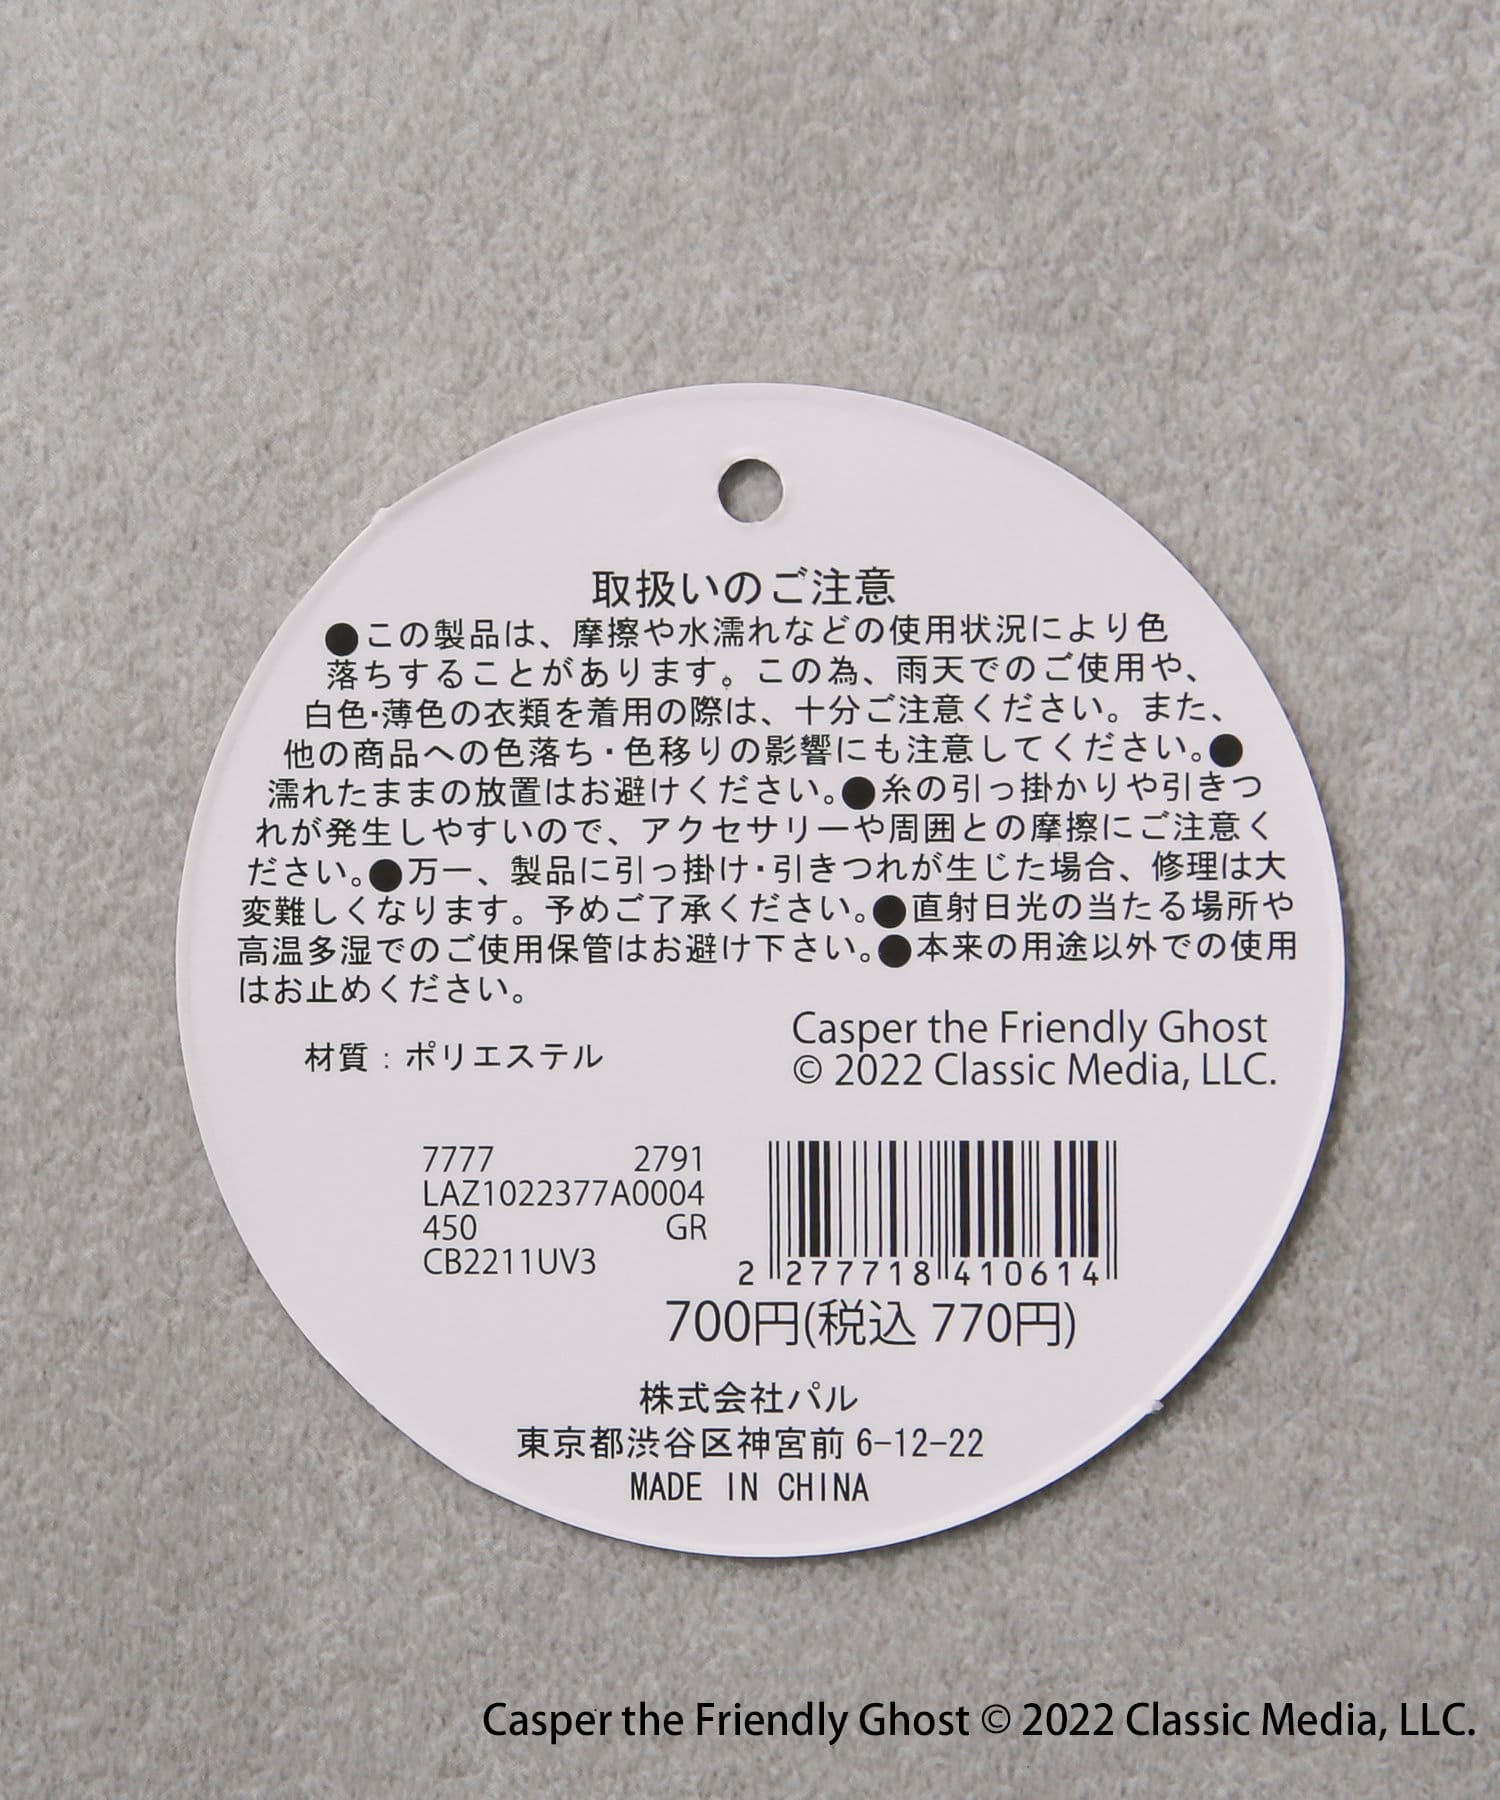 取扱いのご注意
●この製品は、摩擦や水濡れなどの使用状況により色
落ちすることがあります。この為、雨天でのご使用や、
白色・薄色の衣類を着用の際は、十分ご注意ください。また、
他の商品への色落ち・色移りの影響にも注意してください。●
濡れたままの放置はお避けください。●糸の引っ掛かりや引きつ
れが発生しやすいので、アクセサリーや周囲との摩擦にご注意く
ださい。●万一、製品に引っ掛け・引きつれが生じた場合、修理は大
変難しくなります。予めご了承ください。●直射日光の当たる場所や
高温多湿でのご使用保管はお避け下さい。●本来の用途以外での使用
はお止めください。
材質：ポリエステル
Casper the Friendly Ghost
© 2022 Classic Media, LLC.
7777 2791
LAZ1022377A0004
450 GR
CB2211UV3
2 277718 410614
700円(税込 770円)
株式会社パル
東京都渋谷区神宮前 6-12-22
MADE IN CHINA
Casper the Friendly Ghost © 2022 Classic Media, LLC.